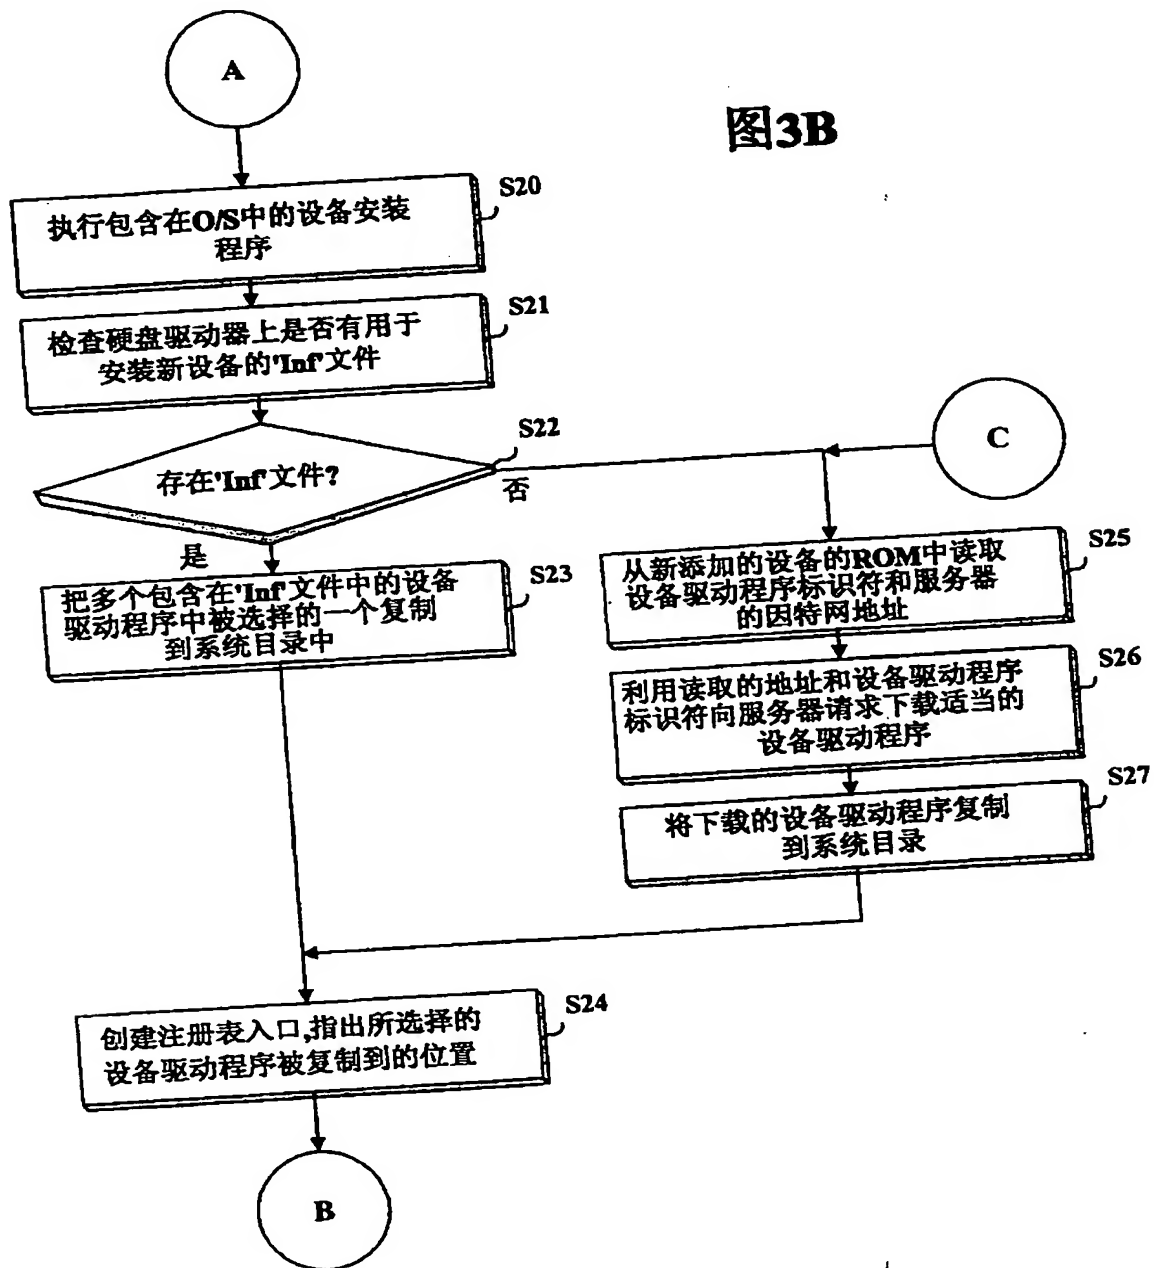 A
图3B
S20
执行包含在O/S中的设备安装
程序
S21
检查硬盘驱动器上是否有用于
安装新设备的'Inf'文件
S22
存在'Inf'文件?
否
是
C
S23
把多个包含在'Inf'文件中的设备
驱动程序中被选择的一个复制
到系统目录中
S25
从新添加的设备的ROM中读取
设备驱动程序标识符和服务器
的因特网地址
S26
利用读取的地址和设备驱动程序
标识符向服务器请求下载适当的
设备驱动程序
S27
将下载的设备驱动程序复制
到系统目录
S24
创建注册表入口,指出所选择的
设备驱动程序被复制到的位置
B